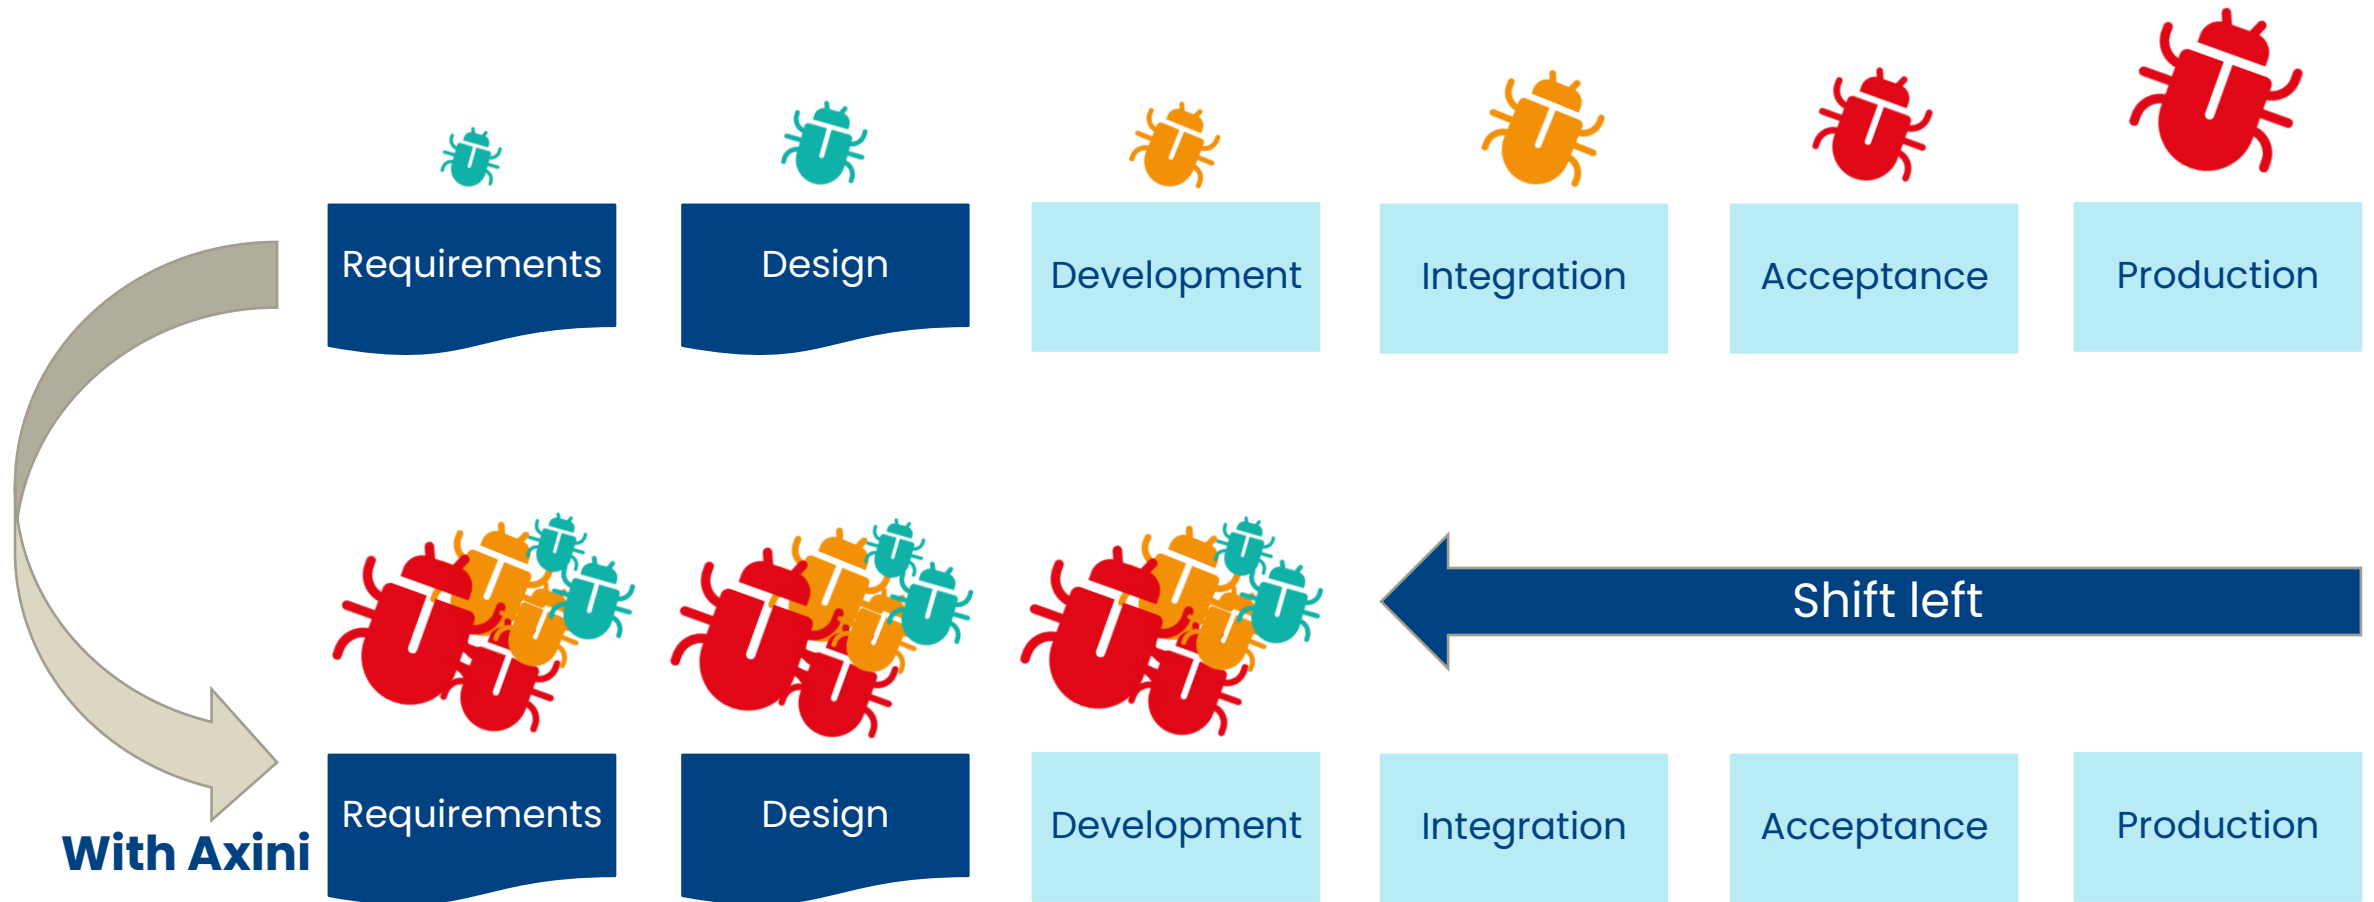 Requirements
Design
Development
Integration
Acceptance
Production
Shift left
With Axini
Requirements
Design
Development
Integration
Acceptance
Production